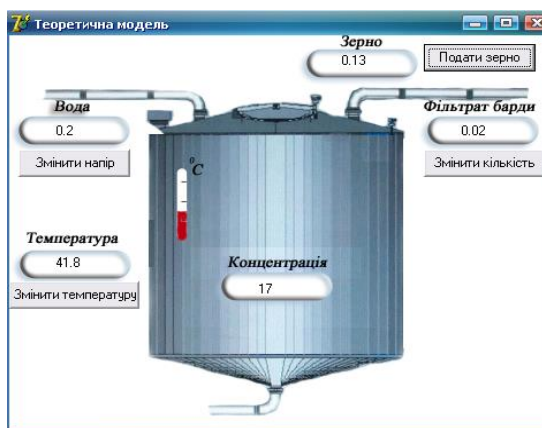 Теоретична модель
Зерно
0.13
Подати зерно
Вода
0.2
Змінити напір
Фільтрат барди
0.02
Змінити кількість
°C
Температура
41.8
Змінити температуру
Концентрація
17